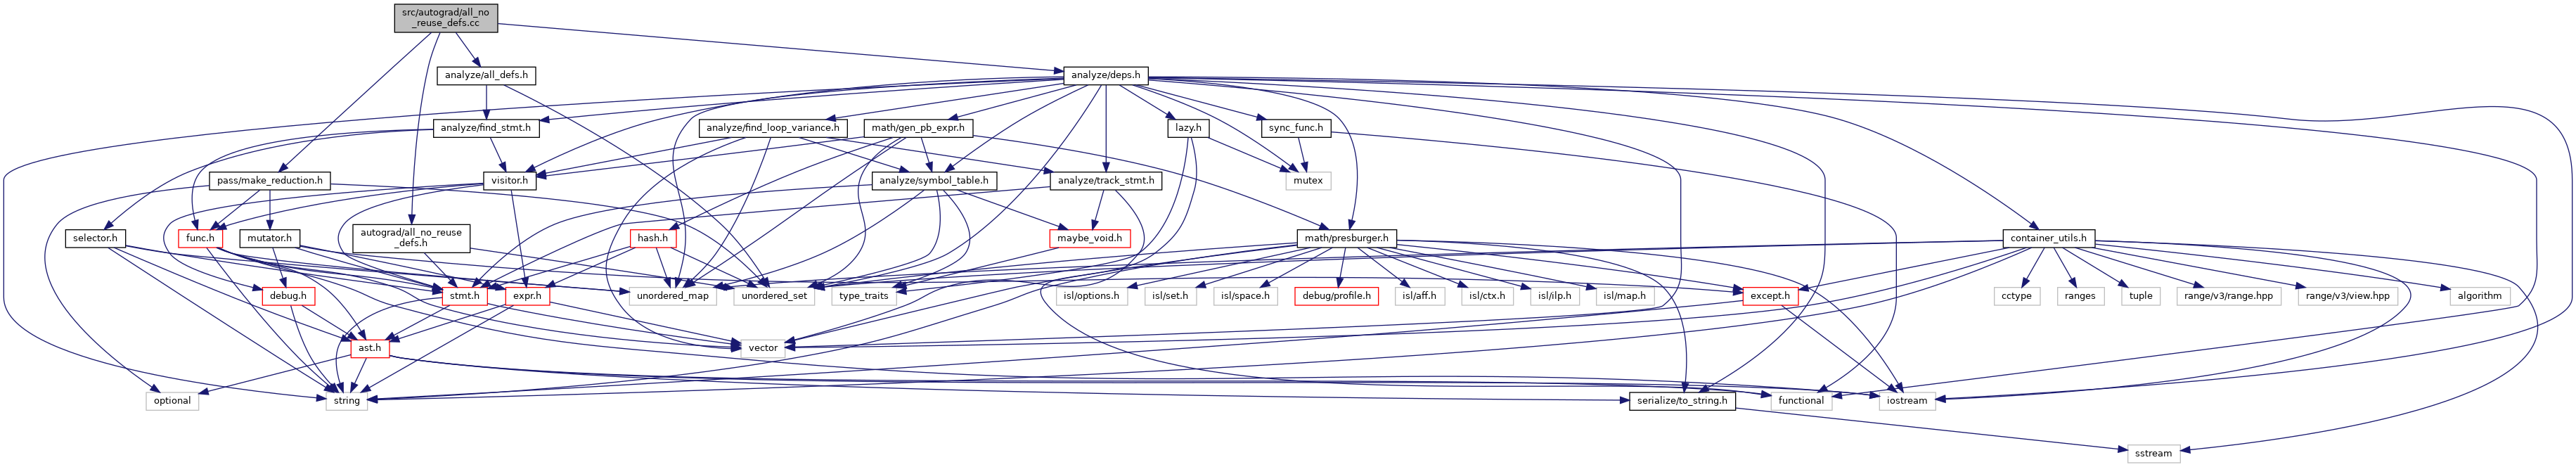 src/autograd/all_no
_reuse_defs.cc
analyze/all_defs.h
analyze/deps.h
analyze/find_stmt.h
analyze/find_loop_variance.h
math/gen_pb_expr.h
lazy.h
sync_func.h
pass/make_reduction.h
visitor.h
analyze/symbol_table.h
analyze/track_stmt.h
mutex
selector.h
func.h
mutator.h
autograd/all_no_reuse
_defs.h
hash.h
maybe_void.h
math/presburger.h
container_utils.h
debug.h
stmt.h
expr.h
unordered_map
unordered_set
type_traits
isl/options.h
isl/set.h
isl/space.h
debug/profile.h
isl/aff.h
isl/ctx.h
isl/ilp.h
isl/map.h
except.h
cctype
ranges
tuple
range/v3/range.hpp
range/v3/view.hpp
algorithm
ast.h
vector
optional
string
serialize/to_string.h
functional
iostream
sstream